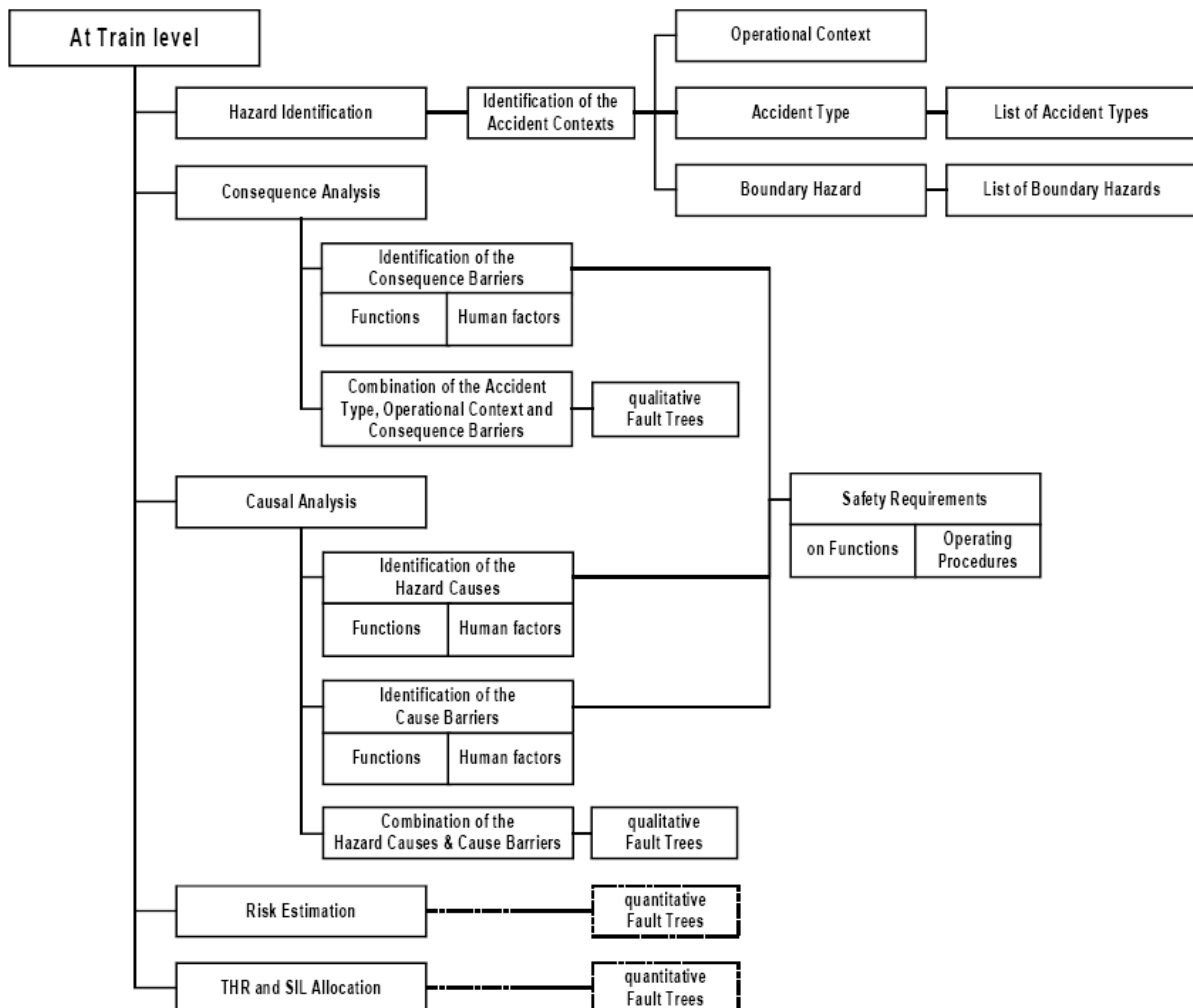 At Train level
Operational Context
Hazard Identification
Identification of the
Accident Contexts
Accident Type
List of Accident Types
Consequence Analysis
Boundary Hazard
List of Boundary Hazards
Identification of the
Consequence Barriers
Functions
Human factors
Combination of the Accident
Type, Operational Context and
Consequence Barriers
qualitative
Fault Trees
Causal Analysis
Safety Requirements
on Functions
Operating
Procedures
Identification of the
Hazard Causes
Functions
Human factors
Identification of the
Cause Barriers
Functions
Human factors
Combination of the
Hazard Causes & Cause Barriers
qualitative
Fault Trees
Risk Estimation
quantitative
Fault Trees
THR and SIL Allocation
quantitative
Fault Trees